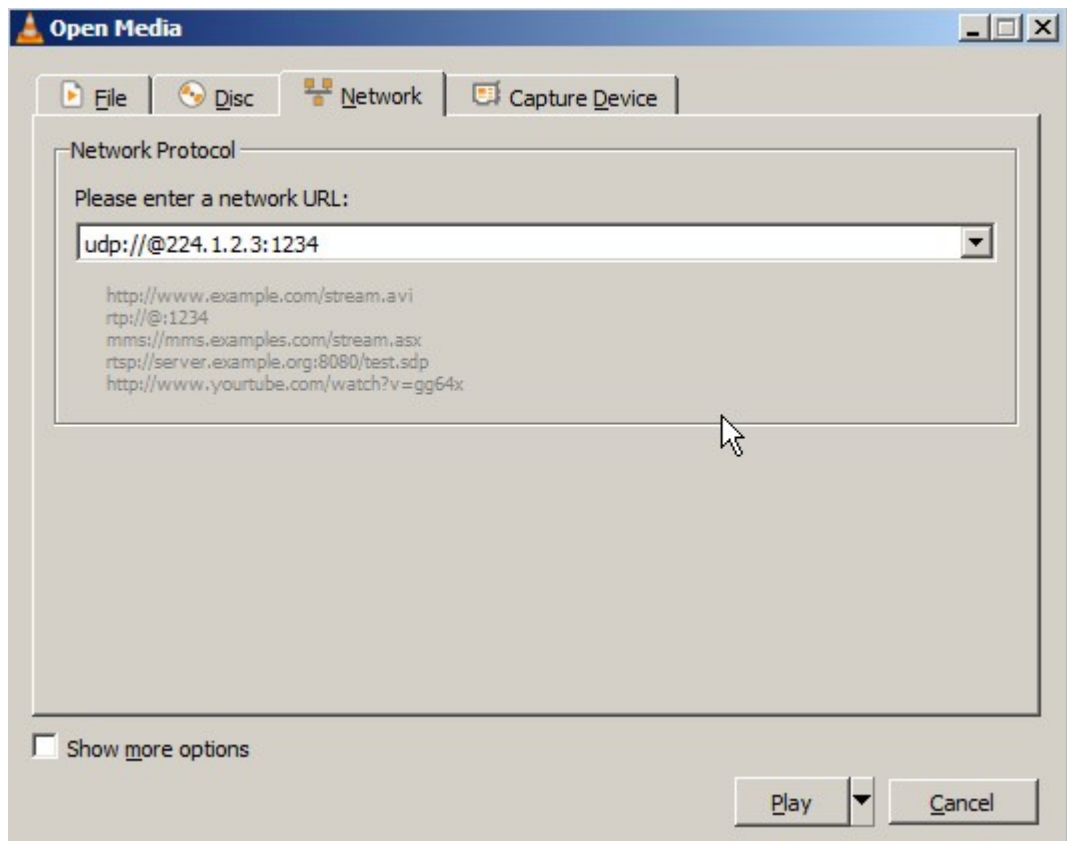 Open Media
File Disc Network Capture Device
Network Protocol
Please enter a network URL:
udp://@224.1.2.3:1234
http://www.example.com/stream.avi
rtp://@:1234
mms://mms.examples.com/stream.asx
rtsp://server.example.org:8080/test.sdp
http://www.yourtube.com/watch?v=gg64x
Show more options
Play Cancel